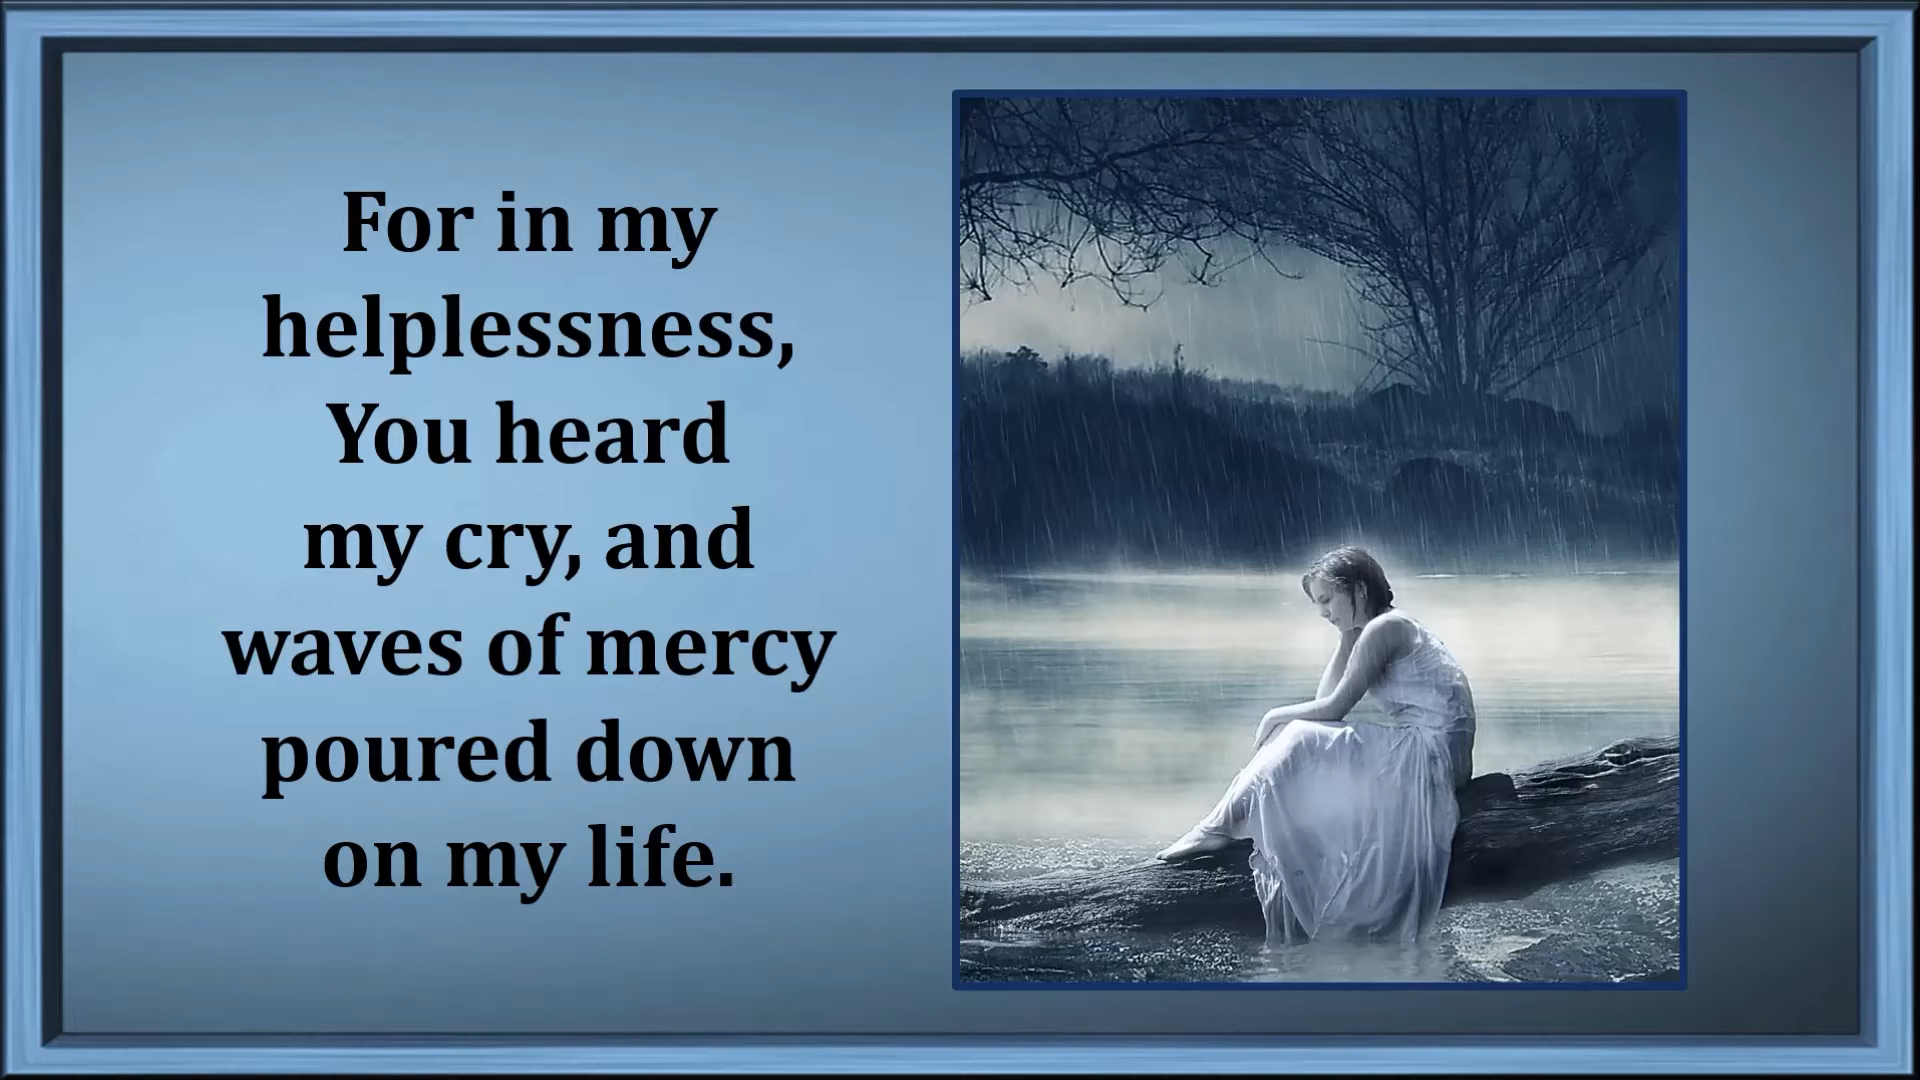 For in my
helplessness,
You heard
my cry, and
waves of mercy
poured down
on my life.